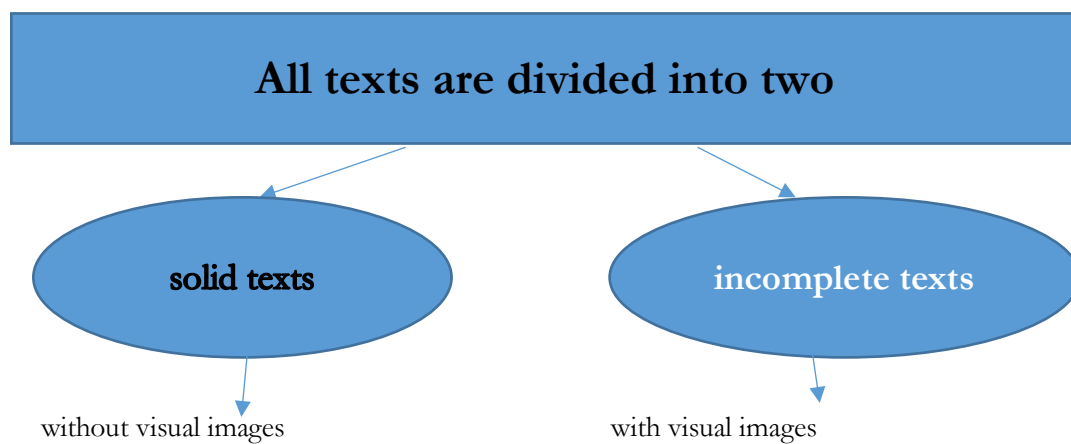 All texts are divided into two
solid texts
incomplete texts
without visual images
with visual images